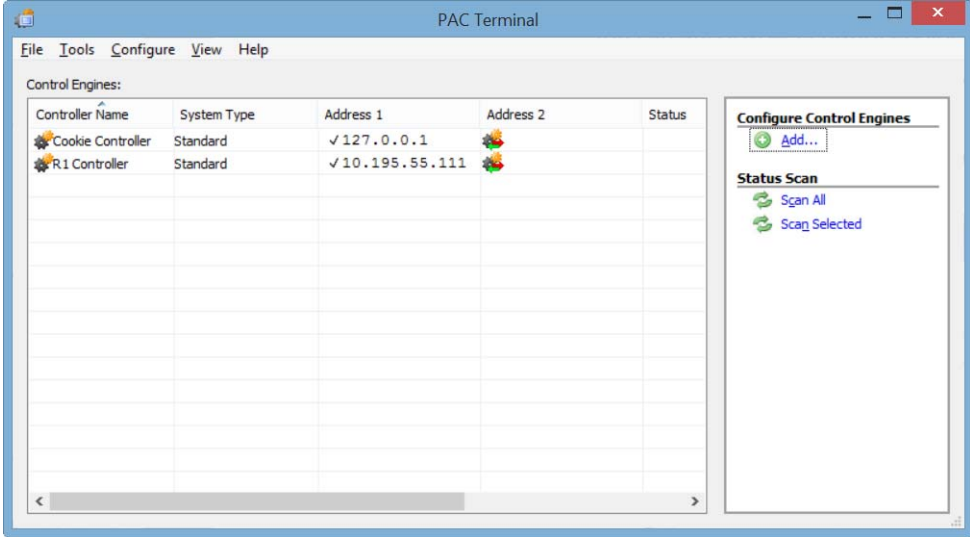 PAC Terminal
File Tools Configure View Help
Control Engines:
Controller Name System Type Address 1 Address 2 Status
Cookie Controller Standard √127.0.0.1
R1 Controller Standard √10.195.55.111
Configure Control Engines
Add...
Status Scan
Scan All
Scan Selected